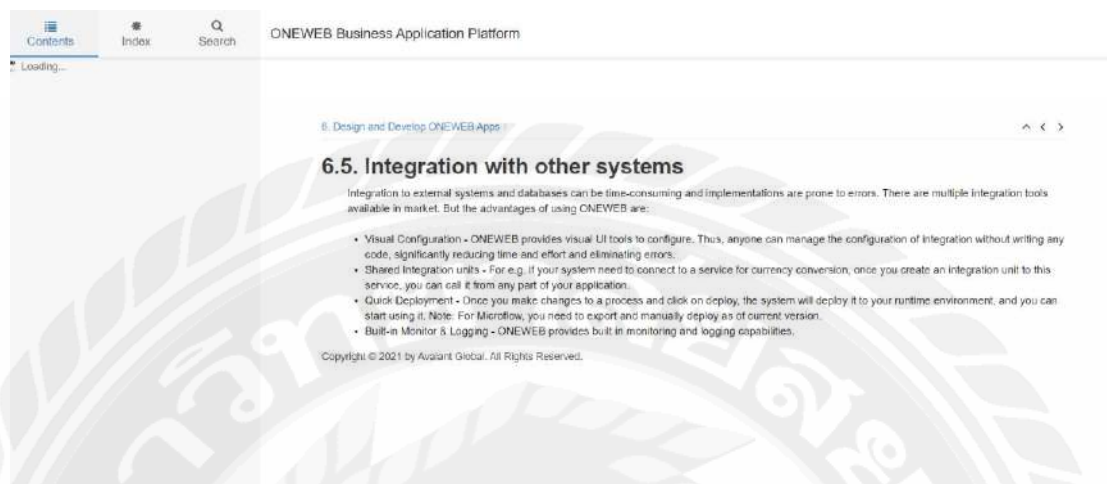 Contents
Index
Search
ONEWEB Business Application Platform
Loading...
6. Design and Develop ONEWEB Apps
6.5. Integration with other systems
Integration to external systems and databases can be time-consuming and implementations are prone to errors. There are multiple integration tools
available in market. But the advantages of using ONEWEB are:
• Visual Configuration - ONEWEB provides visual UI tools to configure. Thus, anyone can manage the configuration of integration without writing any
code, significantly reducing time and effort and eliminating errors.
• Shared Integration units - For e.g. if your system need to connect to a service for currency conversion, once you create an integration unit to this
service, you can call it from any part of your application.
• Quick Deployment - Once you make changes to a process and click on deploy, the system will deploy it to your runtime environment, and you can
start using it. Note: For Microflow, you need to export and manually deploy as of current version.
• Built-in Monitor & Logging - ONEWEB provides built in monitoring and logging capabilities.
Copyright © 2021 by Avalant Global. All Rights Reserved.